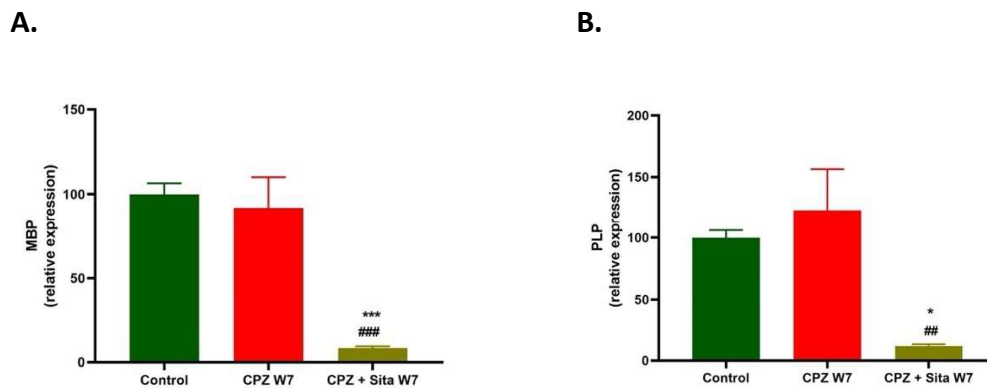 A.
B.
MBP
(relative expression)
150
100
50
0
***
###
Control
CPZ W7
CPZ + Sita W7
PLP
(relative expression)
200
150
100
50
0
*
##
Control
CPZ W7
CPZ + Sita W7